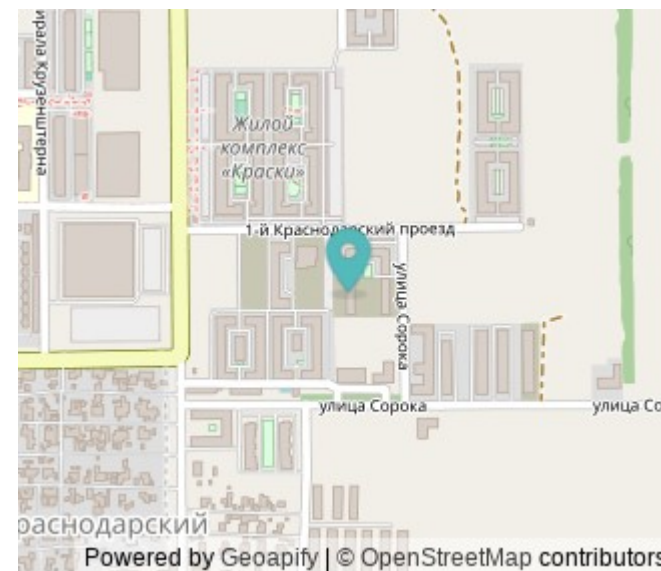 ирала Крузенштерна
Жилой
комплекс
«Краски»
1-й Краснодарский проезд
улица Сорока
улица Сорока
улица Со
раснодарский
Powered by Geoapify | © OpenStreetMap contributors